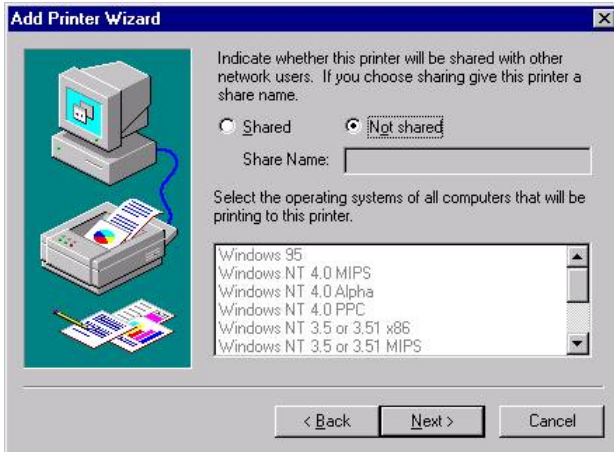 Add Printer Wizard
Indicate whether this printer will be shared with other
network users. If you choose sharing give this printer a
share name.
Shared Not shared
Share Name:
Select the operating systems of all computers that will be
printing to this printer.
Windows 95
Windows NT 4.0 MIPS
Windows NT 4.0 Alpha
Windows NT 4.0 PPC
Windows NT 3.5 or 3.51 x86
Windows NT 3.5 or 3.51 MIPS
< Back Next > Cancel